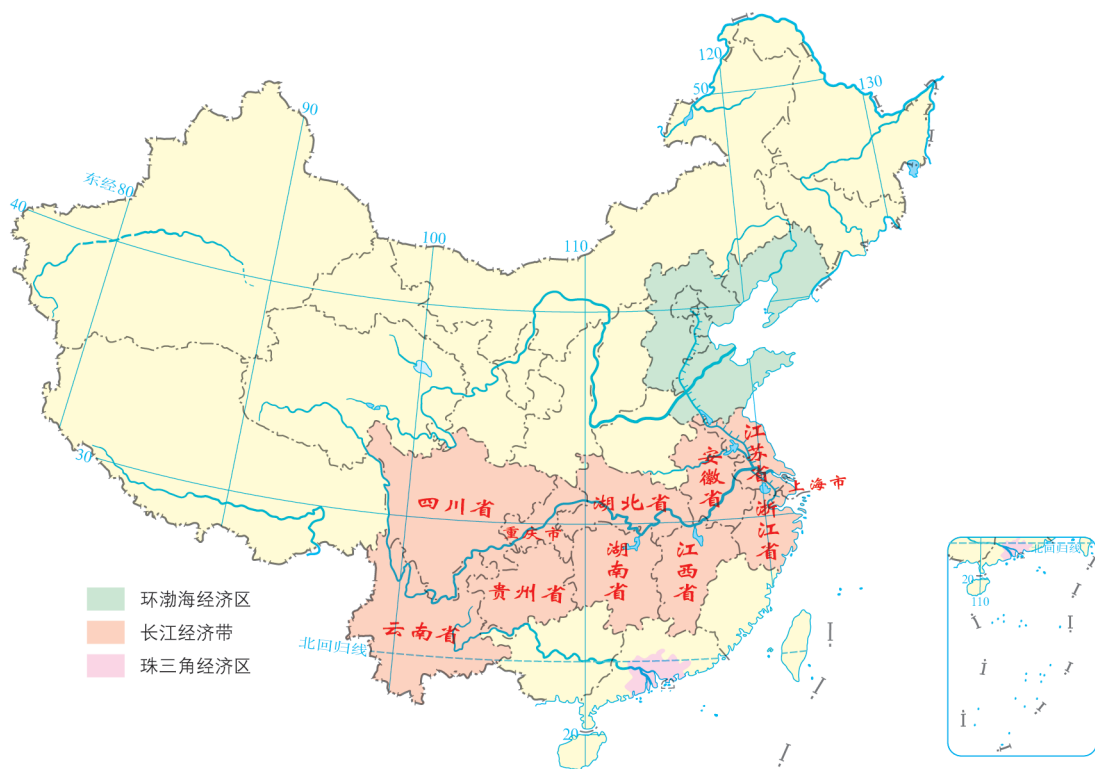 120
50
130
90
东经80
40
100
110
30
江苏省
安徽省
上海市
四川省
湖北省
浙江省
重庆市
湖南省
江西省
贵州省
云南省
北回归线
20
环渤海经济区
长江经济带
珠三角经济区
北回归线
20
110